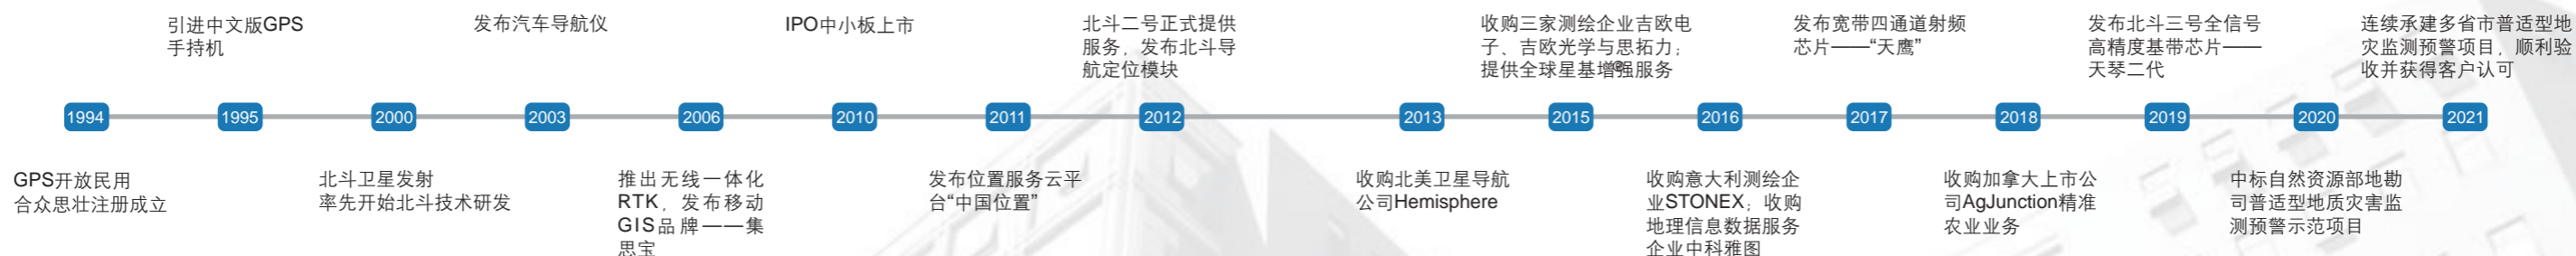 引进中文版GPS
手持机
发布汽车导航仪
IPO中小板上市
北斗二号正式提供
服务，发布北斗导
航定位模块
收购三家测绘企业吉欧电
子、吉欧光学与思拓力；
提供全球星基增强服务
发布宽带四通道射频
芯片——“天鹰”
发布北斗三号全信号
高精度基带芯片——
天琴二代
连续承建多省市普适型地
灾监测预警项目，顺利验
收并获得客户认可
1994 1995 2000 2003 2006 2010 2011 2012 2013 2015 2016 2017 2018 2019 2020 2021
GPS开放民用
合众思壮注册成立
北斗卫星发射
率先开始北斗技术研发
推出无线一体化
RTK，发布移动
GIS品牌——集
思宝
发布位置服务云平
台“中国位置”
收购北美卫星导航
公司Hemisphere
收购意大利测绘企
业STONEX；收购
地理信息数据服务
企业中科雅图
收购加拿大上市公
司AgJunction精准
农业业务
中标自然资源部地勘
司普适型地质灾害监
测预警示范项目